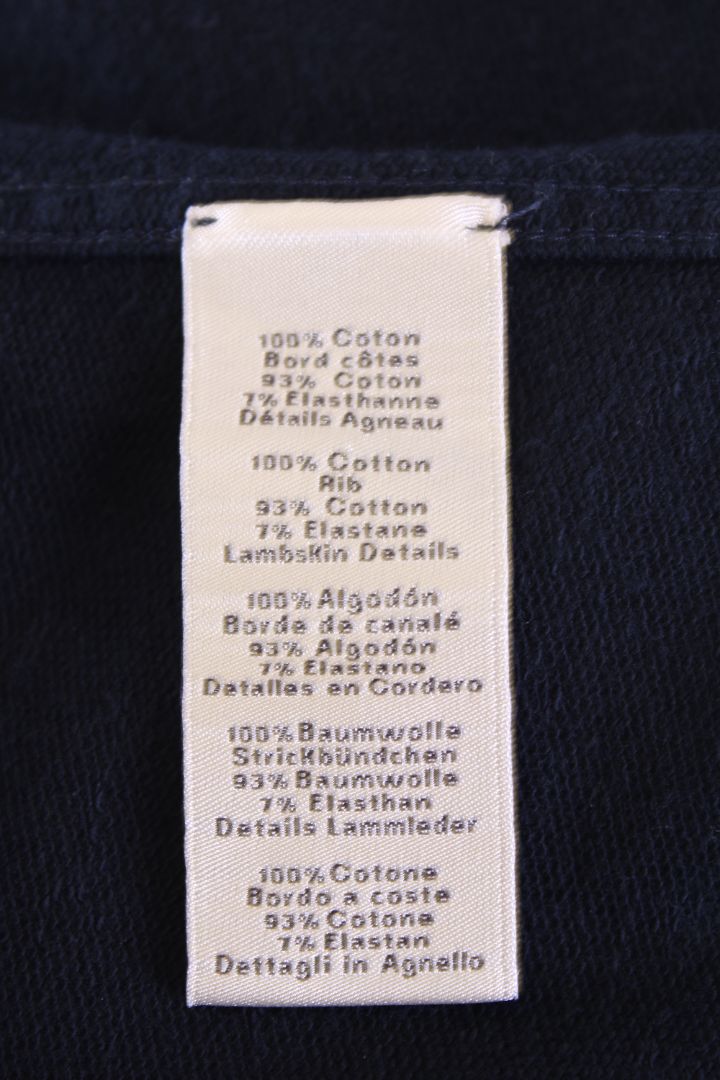 100% Coton
Bord côtes
93% Coton
7% Elasthanne
Détails Agneau
100% Cotton
Rib
93% Cotton
7% Elastane
Lambskin Details
100% Algodón
Borde de canalé
93% Algodón
7% Elastano
Detalles en Cordero
100% Baumwolle
Strickbündchen
93% Baumwolle
7% Elasthan
Details Lammleder
100% Cotone
Bordo a coste
93% Cotone
7% Elastan
Dettagli in Agnello